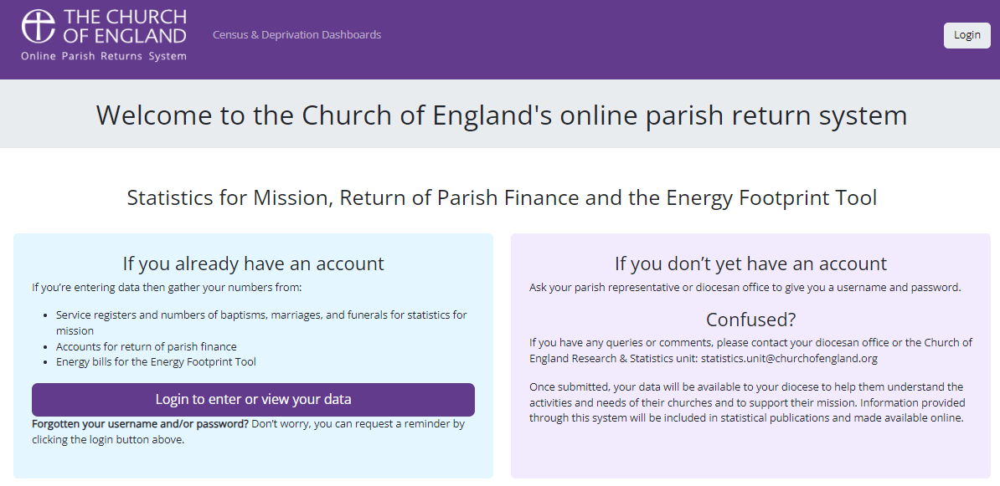 THE CHURCH
OF ENGLAND
Online Parish Returns System
Census & Deprivation Dashboards
Login
Welcome to the Church of England's online parish return system
Statistics for Mission, Return of Parish Finance and the Energy Footprint Tool
If you already have an account
If you’re entering data then gather your numbers from:
• Service registers and numbers of baptisms, marriages, and funerals for statistics for
mission
• Accounts for return of parish finance
• Energy bills for the Energy Footprint Tool
Login to enter or view your data
Forgotten your username and/or password? Don't worry, you can request a reminder by
clicking the login button above.
If you don’t yet have an account
Ask your parish representative or diocesan office to give you a username and password.
Confused?
If you have any queries or comments, please contact your diocesan office or the Church of
England Research & Statistics unit: statistics.unit@churchofengland.org
Once submitted, your data will be available to your diocese to help them understand the
activities and needs of their churches and to support their mission. Information provided
through this system will be included in statistical publications and made available online.